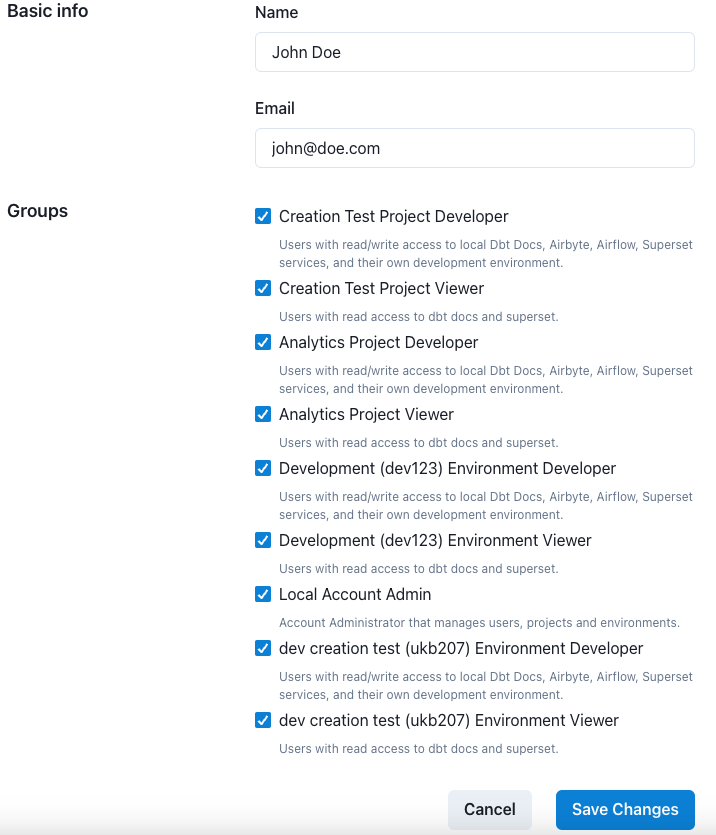 Basic info
Name
John Doe
Email
john@doe.com
Groups
Creation Test Project Developer
Users with read/write access to local Dbt Docs, Airbyte, Airflow, Superset
services, and their own development environment.
Creation Test Project Viewer
Users with read access to dbt docs and superset.
Analytics Project Developer
Users with read/write access to local Dbt Docs, Airbyte, Airflow, Superset
services, and their own development environment.
Analytics Project Viewer
Users with read access to dbt docs and superset.
Development (dev123) Environment Developer
Users with read/write access to local Dbt Docs, Airbyte, Airflow, Superset
services, and their own development environment.
Development (dev123) Environment Viewer
Users with read access to dbt docs and superset.
Local Account Admin
Account Administrator that manages users, projects and environments.
dev creation test (ukb207) Environment Developer
Users with read/write access to local Dbt Docs, Airbyte, Airflow, Superset
services, and their own development environment.
dev creation test (ukb207) Environment Viewer
Users with read access to dbt docs and superset.
Cancel
Save Changes